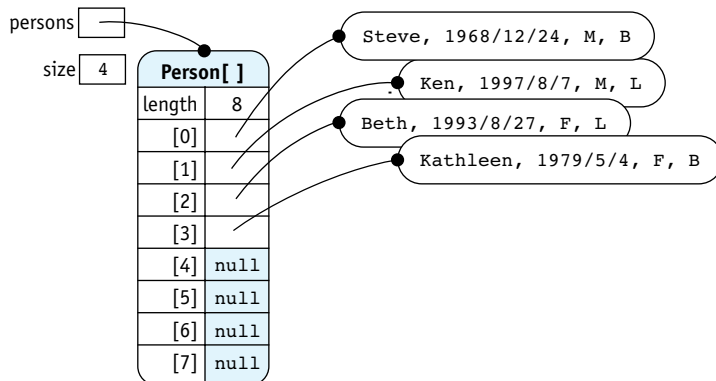 persons
size 4
Person[ ]
length 8
[0]
[1]
[2]
[3]
[4] null
[5] null
[6] null
[7] null
Steve, 1968/12/24, M, B
Ken, 1997/8/7, M, L
Beth, 1993/8/27, F, L
Kathleen, 1979/5/4, F, B